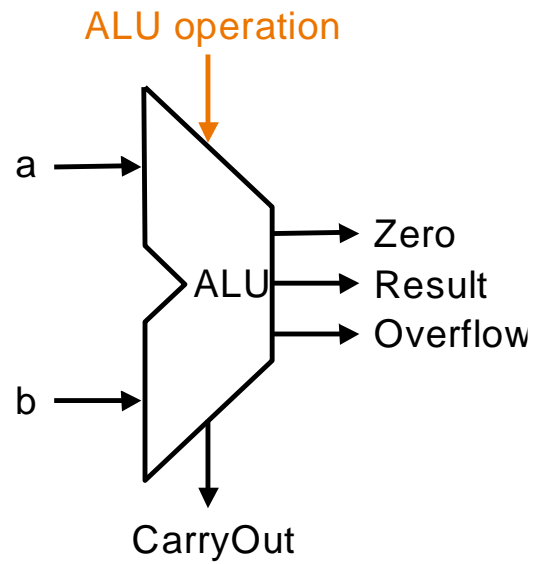 ALU operation
a
Zero
ALU
Result
Overflow
b
CarryOut